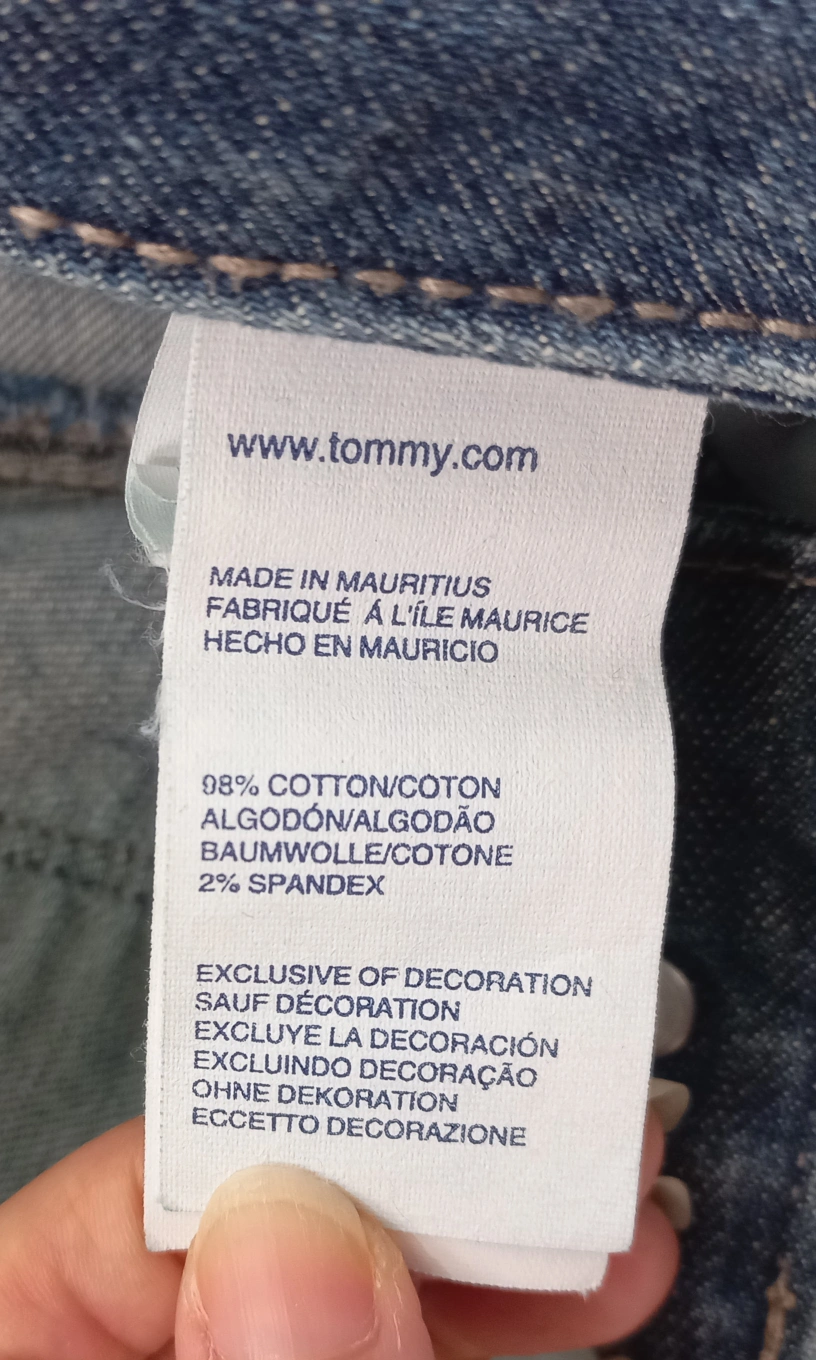 www.tommy.com
MADE IN MAURITIUS
FABRIQUÉ Á L'ÎLE MAURICE
HECHO EN MAURICIO
98% COTTON/COTON
ALGODÓN/ALGODÃO
BAUMWOLLE/COTONE
2% SPANDEX
EXCLUSIVE OF DECORATION
SAUF DÉCORATION
EXCLUYE LA DECORACIÓN
EXCLUINDO DECORAÇÃO
OHNE DEKORATION
ECCETTO DECORAZIONE